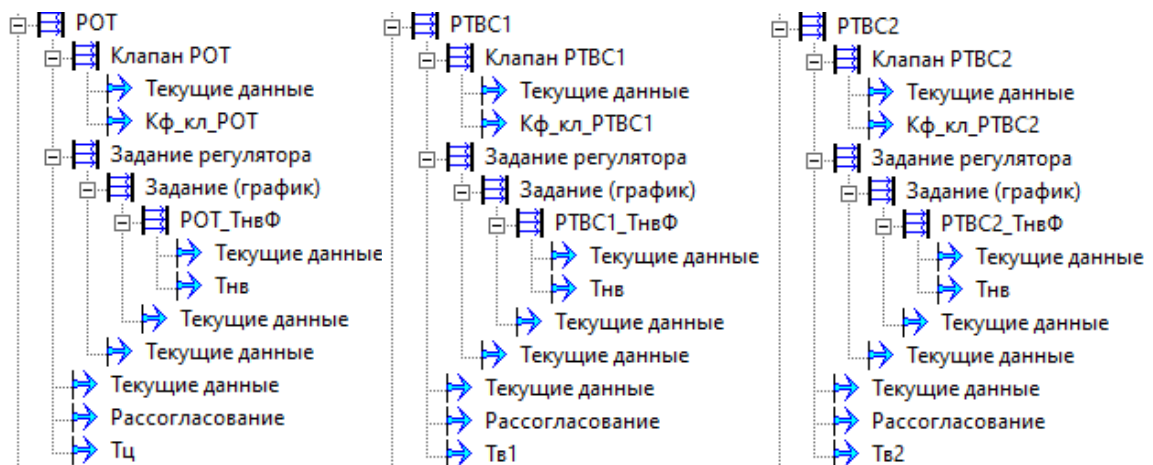 РОТ
Клапан РОТ
Текущие данные
Кф_кл_РОТ
Задание регулятора
Задание (график)
РОТ_ТнвФ
Текущие данные
Тнв
Текущие данные
Текущие данные
Текущие данные
Рассогласование
Тц
РТВС1
Клапан РТВС1
Текущие данные
Кф_кл_РТВС1
Задание регулятора
Задание (график)
РТВС1_ТнвФ
Текущие данные
Тнв
Текущие данные
Текущие данные
Текущие данные
Рассогласование
Тв1
РТВС2
Клапан РТВС2
Текущие данные
Кф_кл_РТВС2
Задание регулятора
Задание (график)
РТВС2_ТнвФ
Текущие данные
Тнв
Текущие данные
Текущие данные
Текущие данные
Рассогласование
Тв2